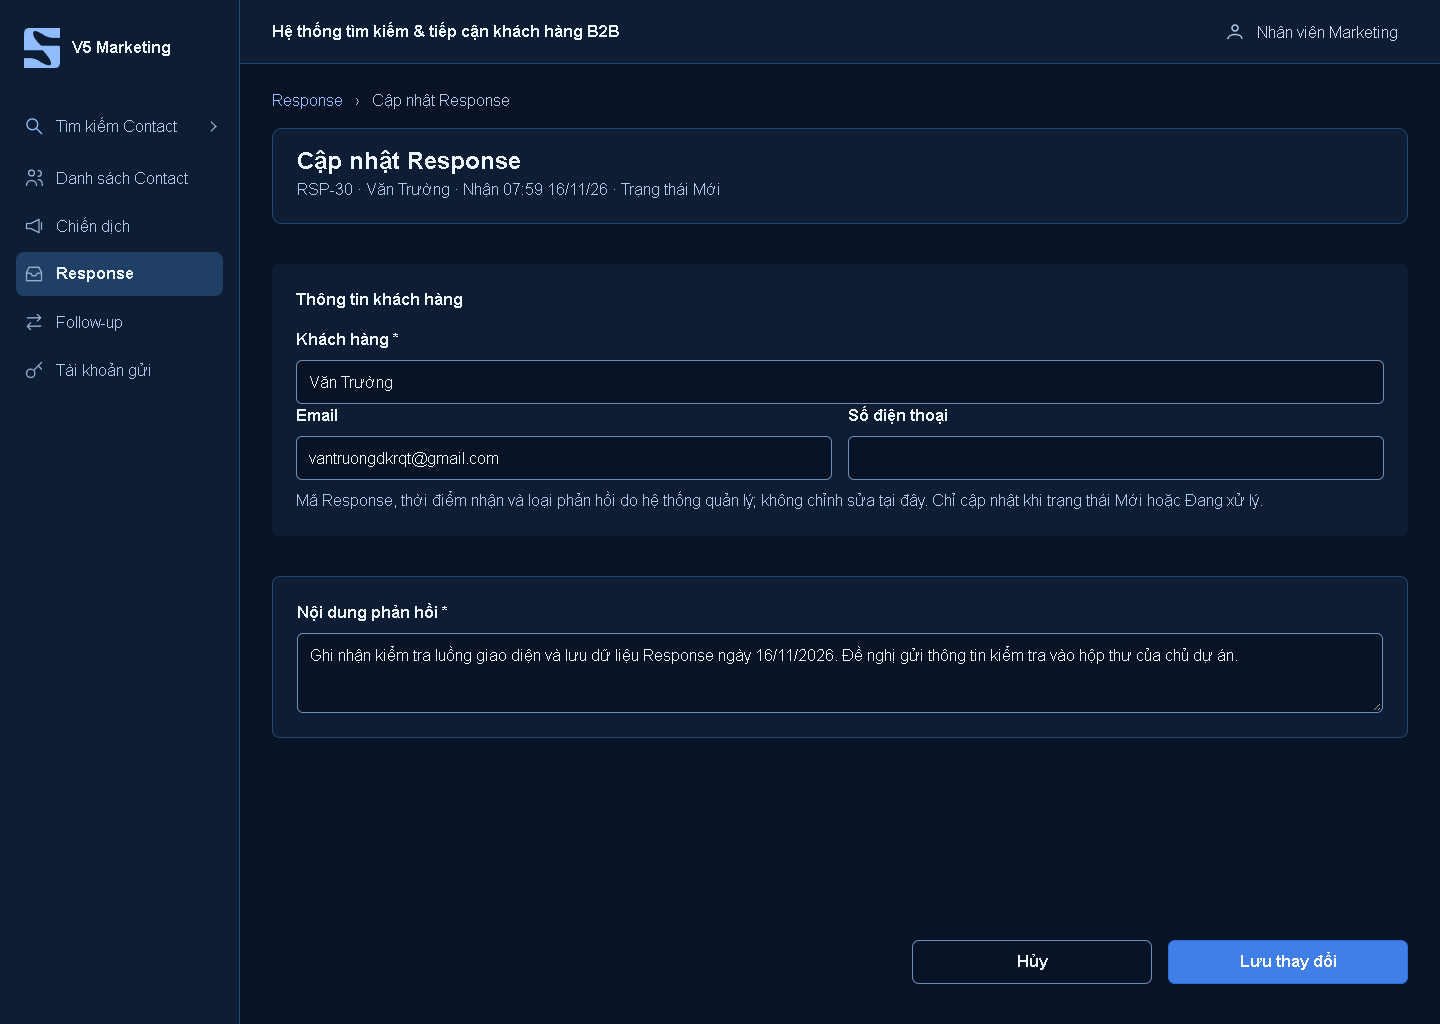 V5 Marketing
Hệ thống tìm kiếm & tiếp cận khách hàng B2B
Nhân viên Marketing
Tìm kiếm Contact
Danh sách Contact
Chiến dịch
Response
Follow-up
Tài khoản gửi
Response › Cập nhật Response
Cập nhật Response
RSP-30 · Văn Trường · Nhận 07:59 16/11/26 · Trạng thái Mới
Thông tin khách hàng
Khách hàng *
Văn Trường
Email
Số điện thoại
vantruongdkrqt@gmail.com
Mã Response, thời điểm nhận và loại phản hồi do hệ thống quản lý; không chỉnh sửa tại đây. Chỉ cập nhật khi trạng thái Mới hoặc Đang xử lý.
Nội dung phản hồi *
Ghi nhận kiểm tra luồng giao diện và lưu dữ liệu Response ngày 16/11/2026. Đề nghị gửi thông tin kiểm tra vào hộp thư của chủ dự án.
Hủy
Lưu thay đổi